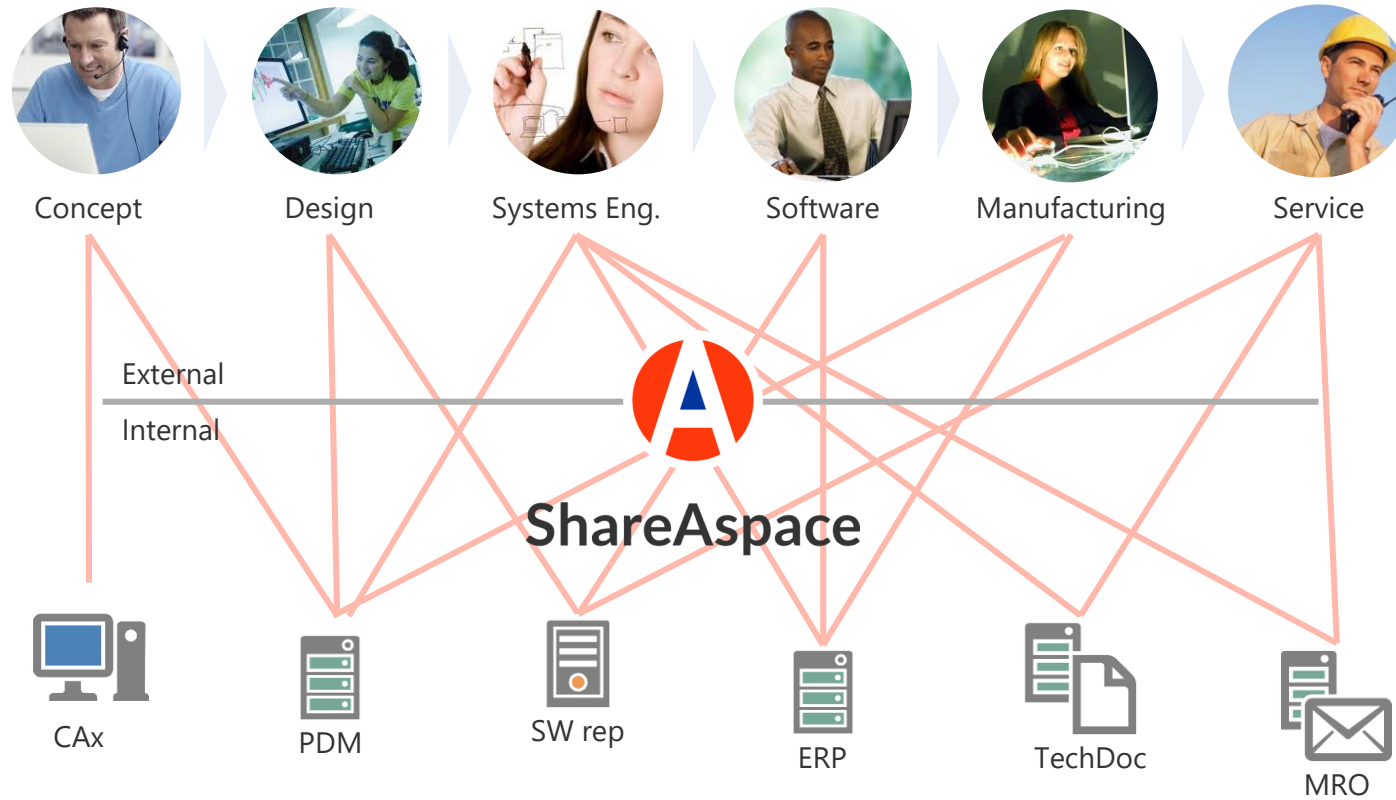 Concept
Design
Systems Eng.
Software
Manufacturing
Service
External
Internal
ShareAspace
CAx
PDM
SW rep
ERP
TechDoc
MRO